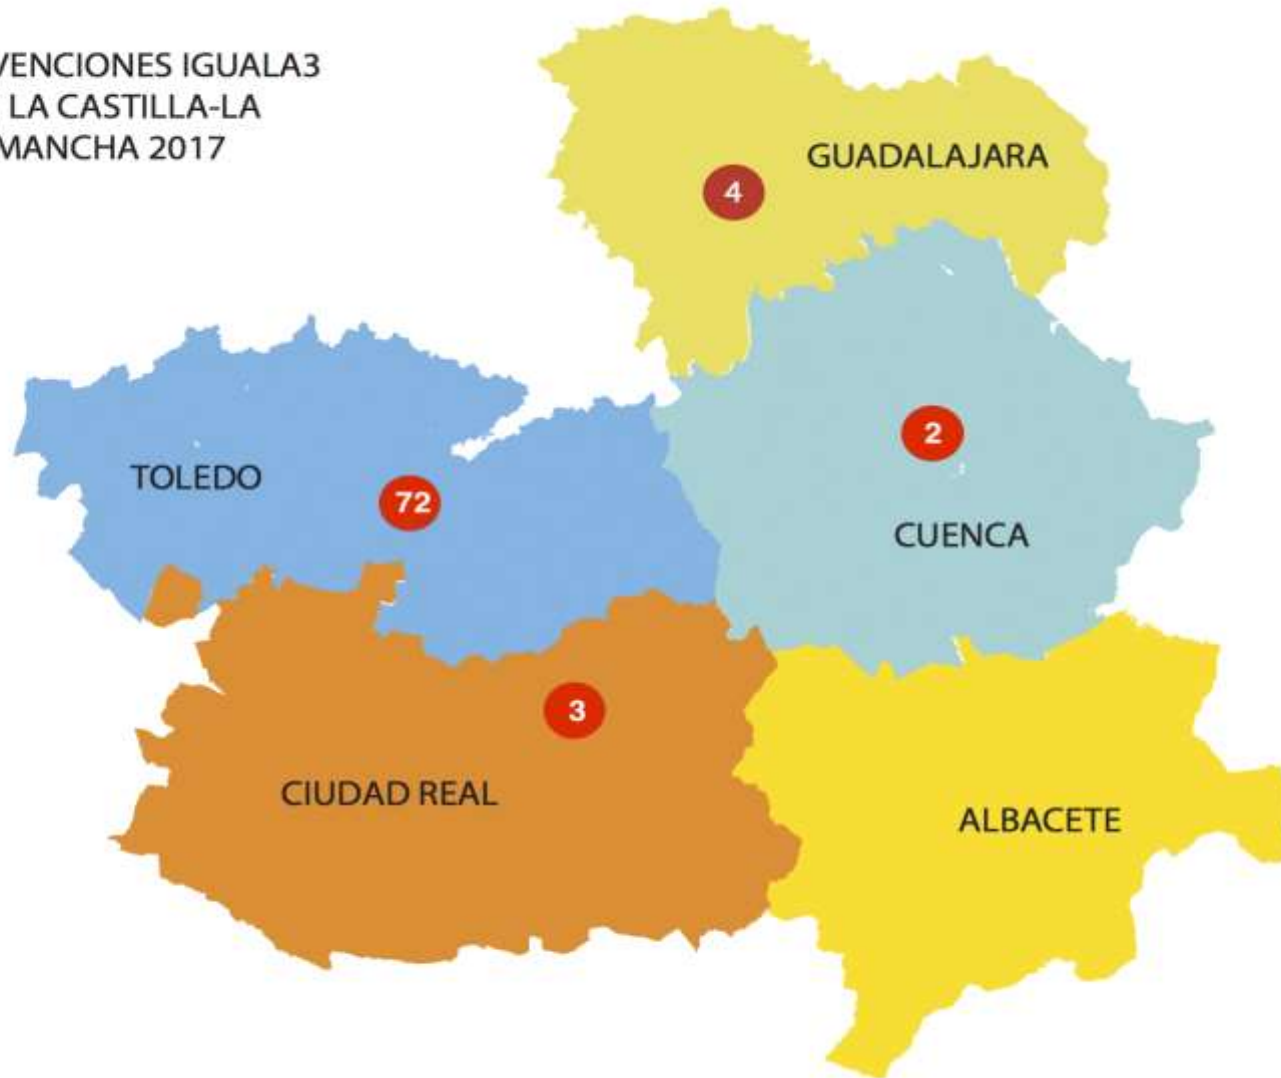 VENCIONES IGUALA3
LA CASTILLA-LA
MANCHA 2017
GUADALAJARA
4
2
TOLEDO
72
CUENCA
3
CIUDAD REAL
ALBACETE